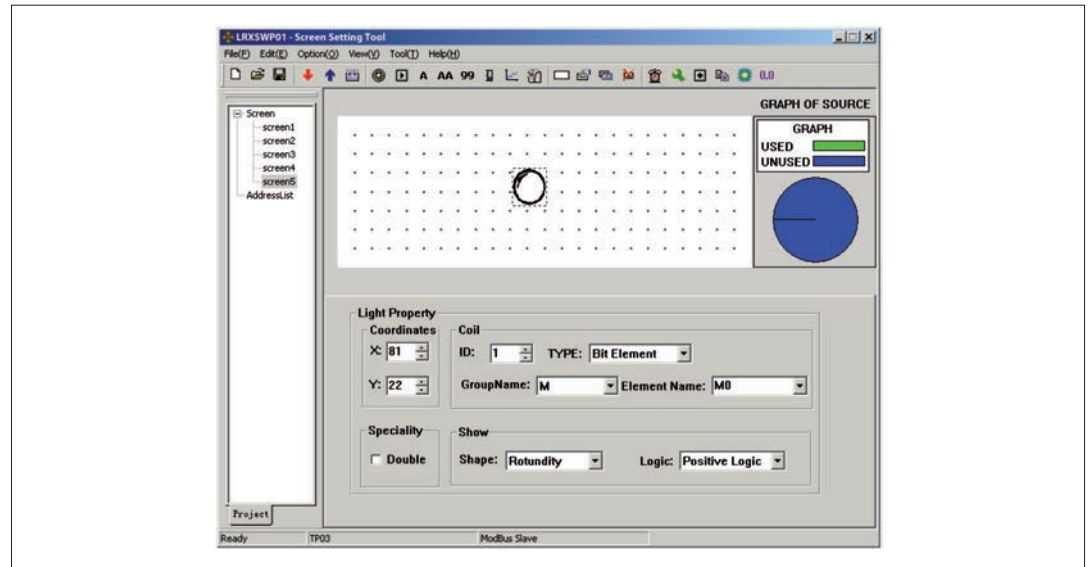 LRXSWP01 - Screen Setting Tool
File(F) Edit(E) Option(O) View(V) Tool(T) Help(H)
A AA 99 0.0
GRAPH OF SOURCE
Screen
screen1
screen2
screen3
screen4
screen5
AddressList
GRAPH
USED
UNUSED
Light Property
Coordinates
X: 81
Y: 22
Coil
ID: 1 TYPE: Bit Element
GroupName: M Element Name: M0
Speciality
Double
Show
Shape: Rotundity Logic: Positive Logic
Project
Ready TP03 ModBus Slave